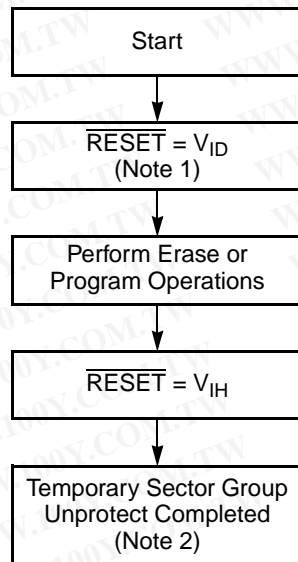 Start
RESET = VID
(Note 1)
Perform Erase or
Program Operations
RESET = VIH
Temporary Sector Group
Unprotect Completed
(Note 2)